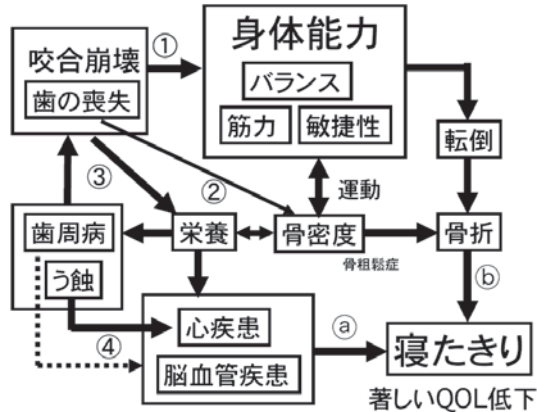 ①
身体能力
咬合崩壊
バランス
歯の喪失
筋力
敏捷性
転倒
③
②
運動
歯周病
栄養
骨密度
骨折
骨粗鬆症
う蝕
ⓑ
心疾患
ⓐ
④
脳血管疾患
寝たきり
著しいQOL低下